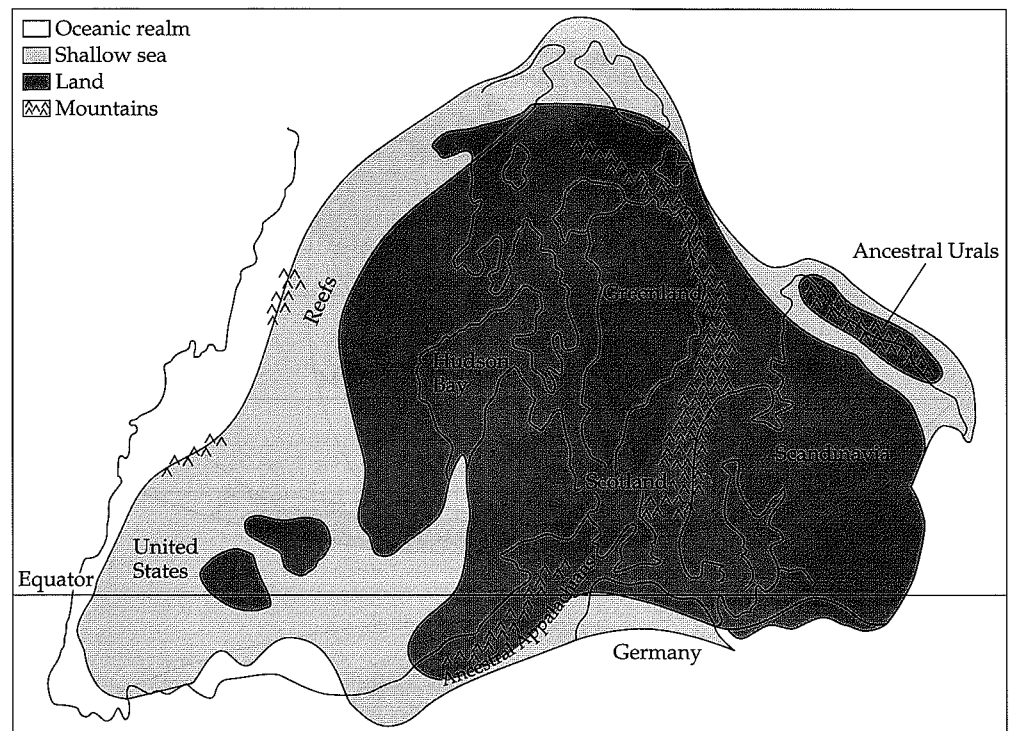 Oceanic realm
Shallow sea
Land
Mountains
Ancestral Urals
Reefs
Greenland
Hudson
Bay
Scandinavia
Scotland
United
States
Equator
Ancestral Appalachians
Germany